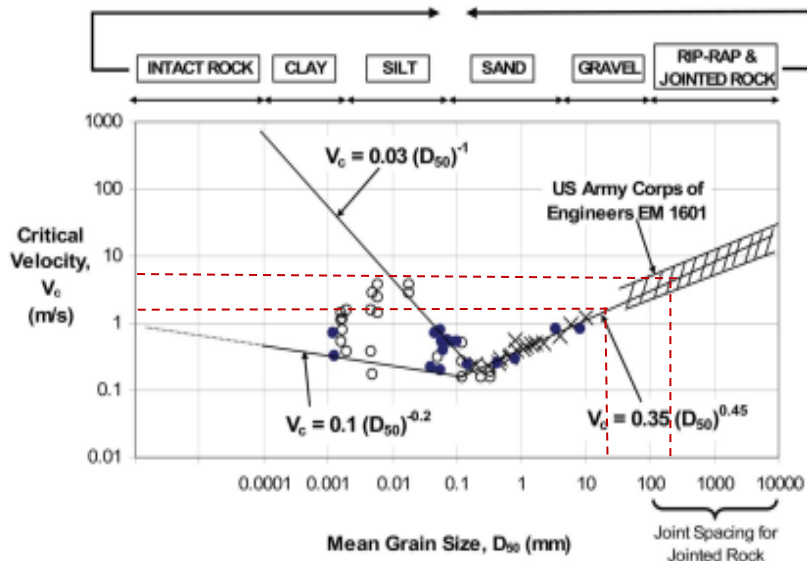 INTACT ROCK CLAY SILT SAND GRAVEL RIP-RAP &
JOINTED ROCK
1000
100
10
1
0.1
0.01
Critical
Velocity,
Vc
(m/s)
Vc = 0.03 (D50)-1
US Army Corps of
Engineers EM 1601
Vc = 0.1 (D50)-0.2
Vc = 0.35 (D50)0.45
0.0001 0.001 0.01 0.1 1 10 100 1000 10000
Mean Grain Size, D50 (mm)
Joint Spacing for
Jointed Rock